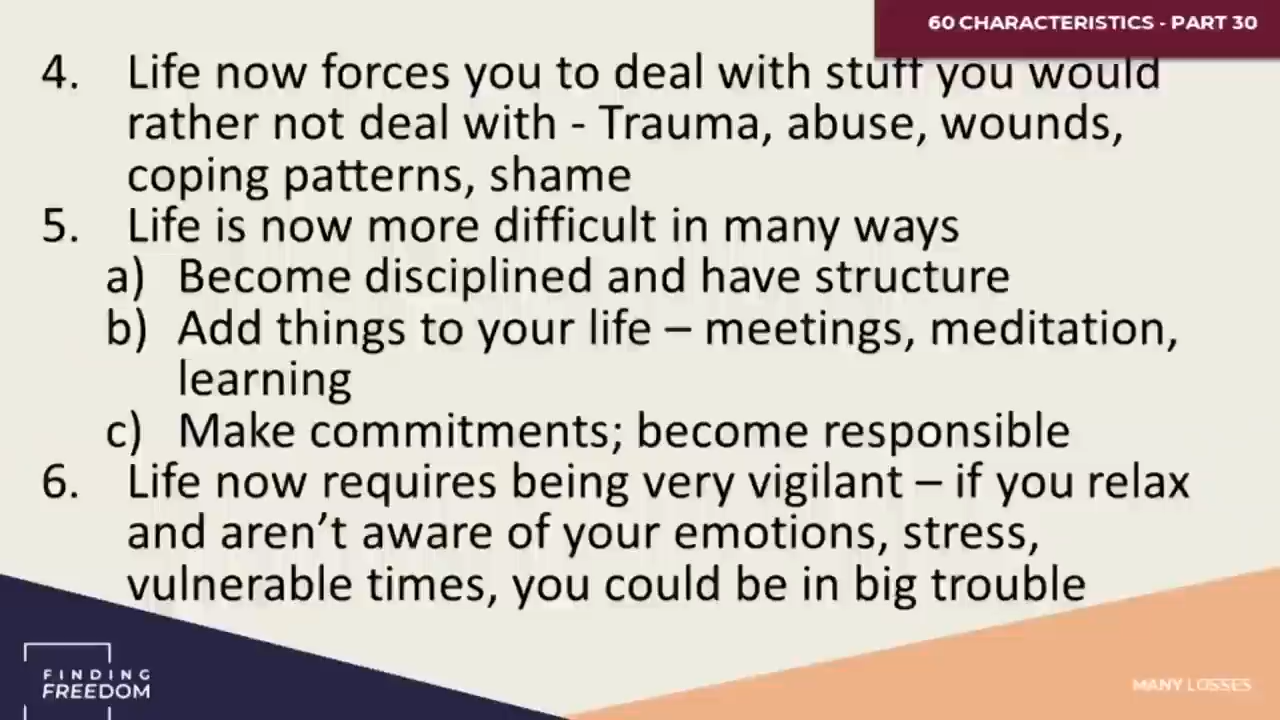 60 CHARACTERISTICS - PART 30
4. Life now forces you to deal with stuff you would
rather not deal with - Trauma, abuse, wounds,
coping patterns, shame
5. Life is now more difficult in many ways
a) Become disciplined and have structure
b) Add things to your life – meetings, meditation,
learning
c) Make commitments; become responsible
6. Life now requires being very vigilant – if you relax
and aren’t aware of your emotions, stress,
vulnerable times, you could be in big trouble
FINDING
FREEDOM
MANY LOSSES